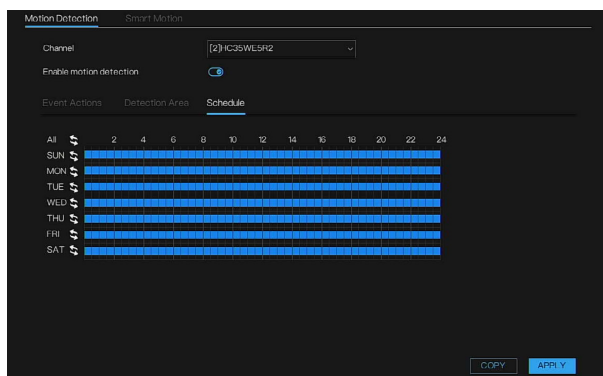 Motion Detection Smart Motion
Channel [2]HC35WE5R2
Enable motion detection
Event Actions Detection Area Schedule
All 2 4 6 8 10 12 14 16 18 20 22 24
SUN
MON
TUE
WED
THU
FRI
SAT
COPY APPLY